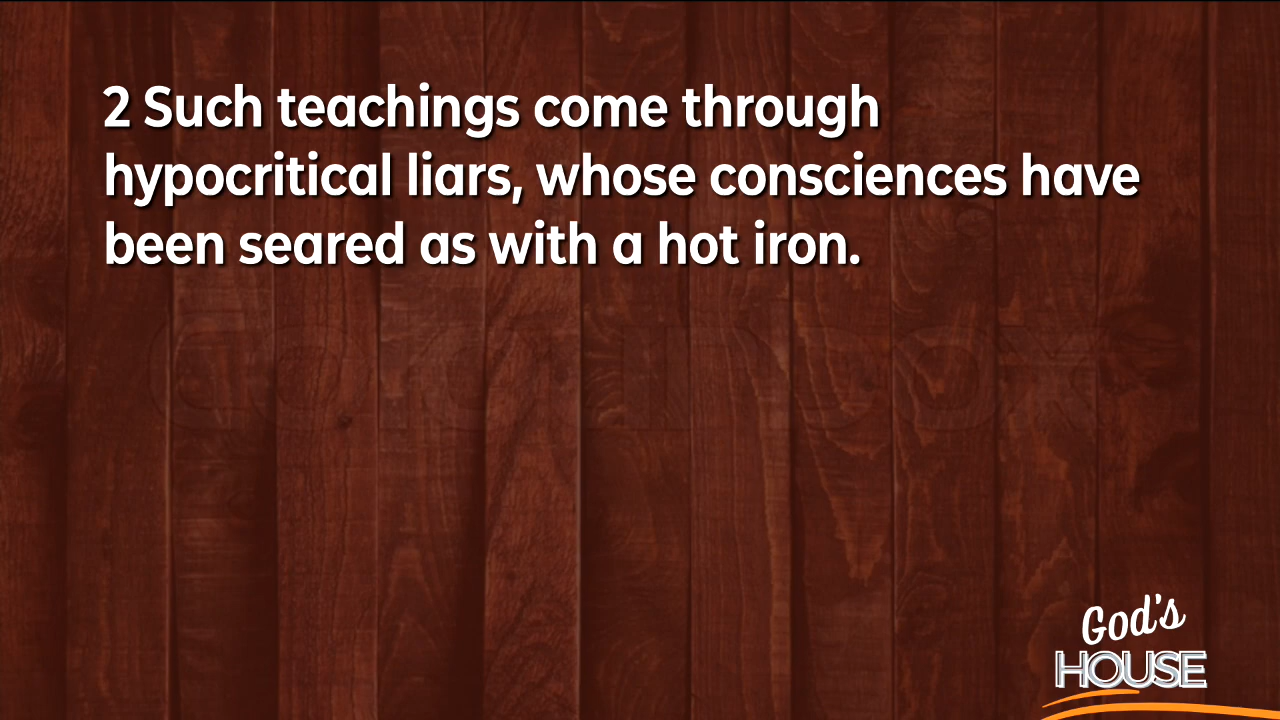 2 Such teachings come through
hypocritical liars, whose consciences have
been seared as with a hot iron.
God's
HOUSE